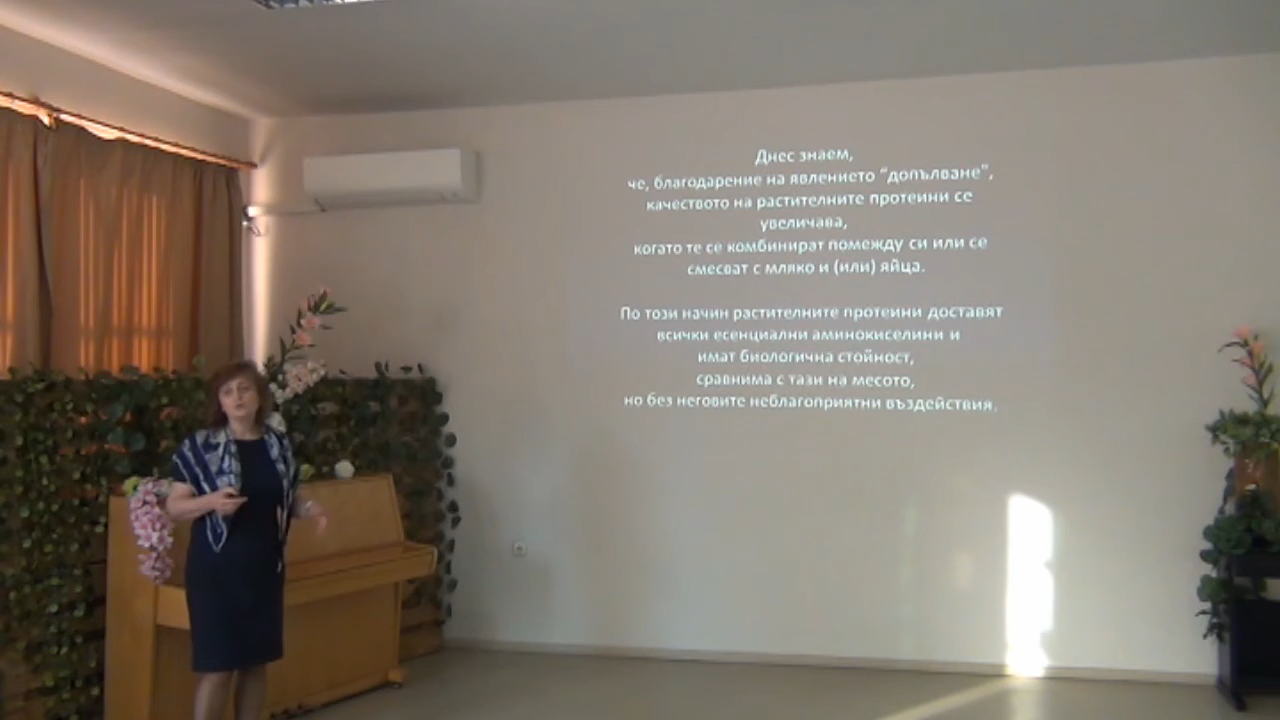 Днес знаем,
че, благодарение на явлението "допълване",
качеството на растителните протеини се
увеличава,
когато те се комбинират помежду си или се
смесват с мляко и (или) яйца.
По този начин растителните протеини доставят
всички есенциални аминокиселини и
имат биологична стойност,
сравнима с тази на месото,
но без неговите неблагоприятни въздействия.